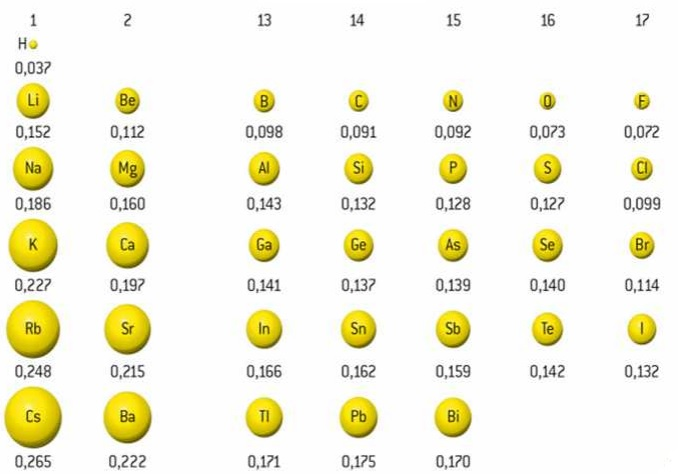 1 2 13 14 15 16 17
H
0,037
Li Be B C N O F
0,152 0,112 0,098 0,091 0,092 0,073 0,072
Na Mg Al Si P S Cl
0,186 0,160 0,143 0,132 0,128 0,127 0,099
K Ca Ga Ge As Se Br
0,227 0,197 0,141 0,137 0,139 0,140 0,114
Rb Sr In Sn Sb Te I
0,248 0,215 0,166 0,162 0,159 0,142 0,132
Cs Ba Tl Pb Bi
0,265 0,222 0,171 0,175 0,170